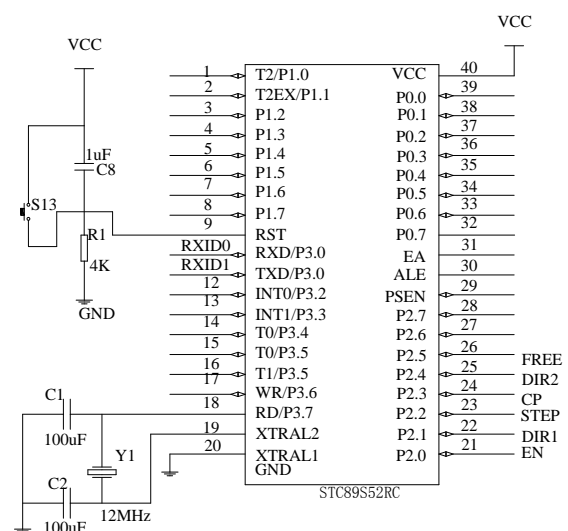 VCC
VCC
1 T2/P1.0 VCC 40
2 T2EX/P1.1 P0.0 39
3 P1.2 P0.1 38
4 P1.3 P0.2 37
5 P1.4 P0.3 36
6 P1.5 P0.4 35
7 P1.6 P0.5 34
8 P1.7 P0.6 33
9 RST P0.7 32
RXID0 RXD/P3.0 EA 31
RXID1 TXD/P3.0 ALE 30
12 INT0/P3.2 PSEN 29
13 INT1/P3.3 P2.7 28
14 T0/P3.4 P2.6 27
15 T0/P3.5 P2.5 26 FREE
16 T1/P3.5 P2.4 25 DIR2
17 WR/P3.6 P2.3 24 CP
18 RD/P3.7 P2.2 23 STEP
19 XTRAL2 P2.1 22 DIR1
20 XTRAL1 P2.0 21 EN
GND
STC89S52RC
1uF
C8
S13
R1
4K
GND
C1
100uF
Y1
C2
12MHz
100uF